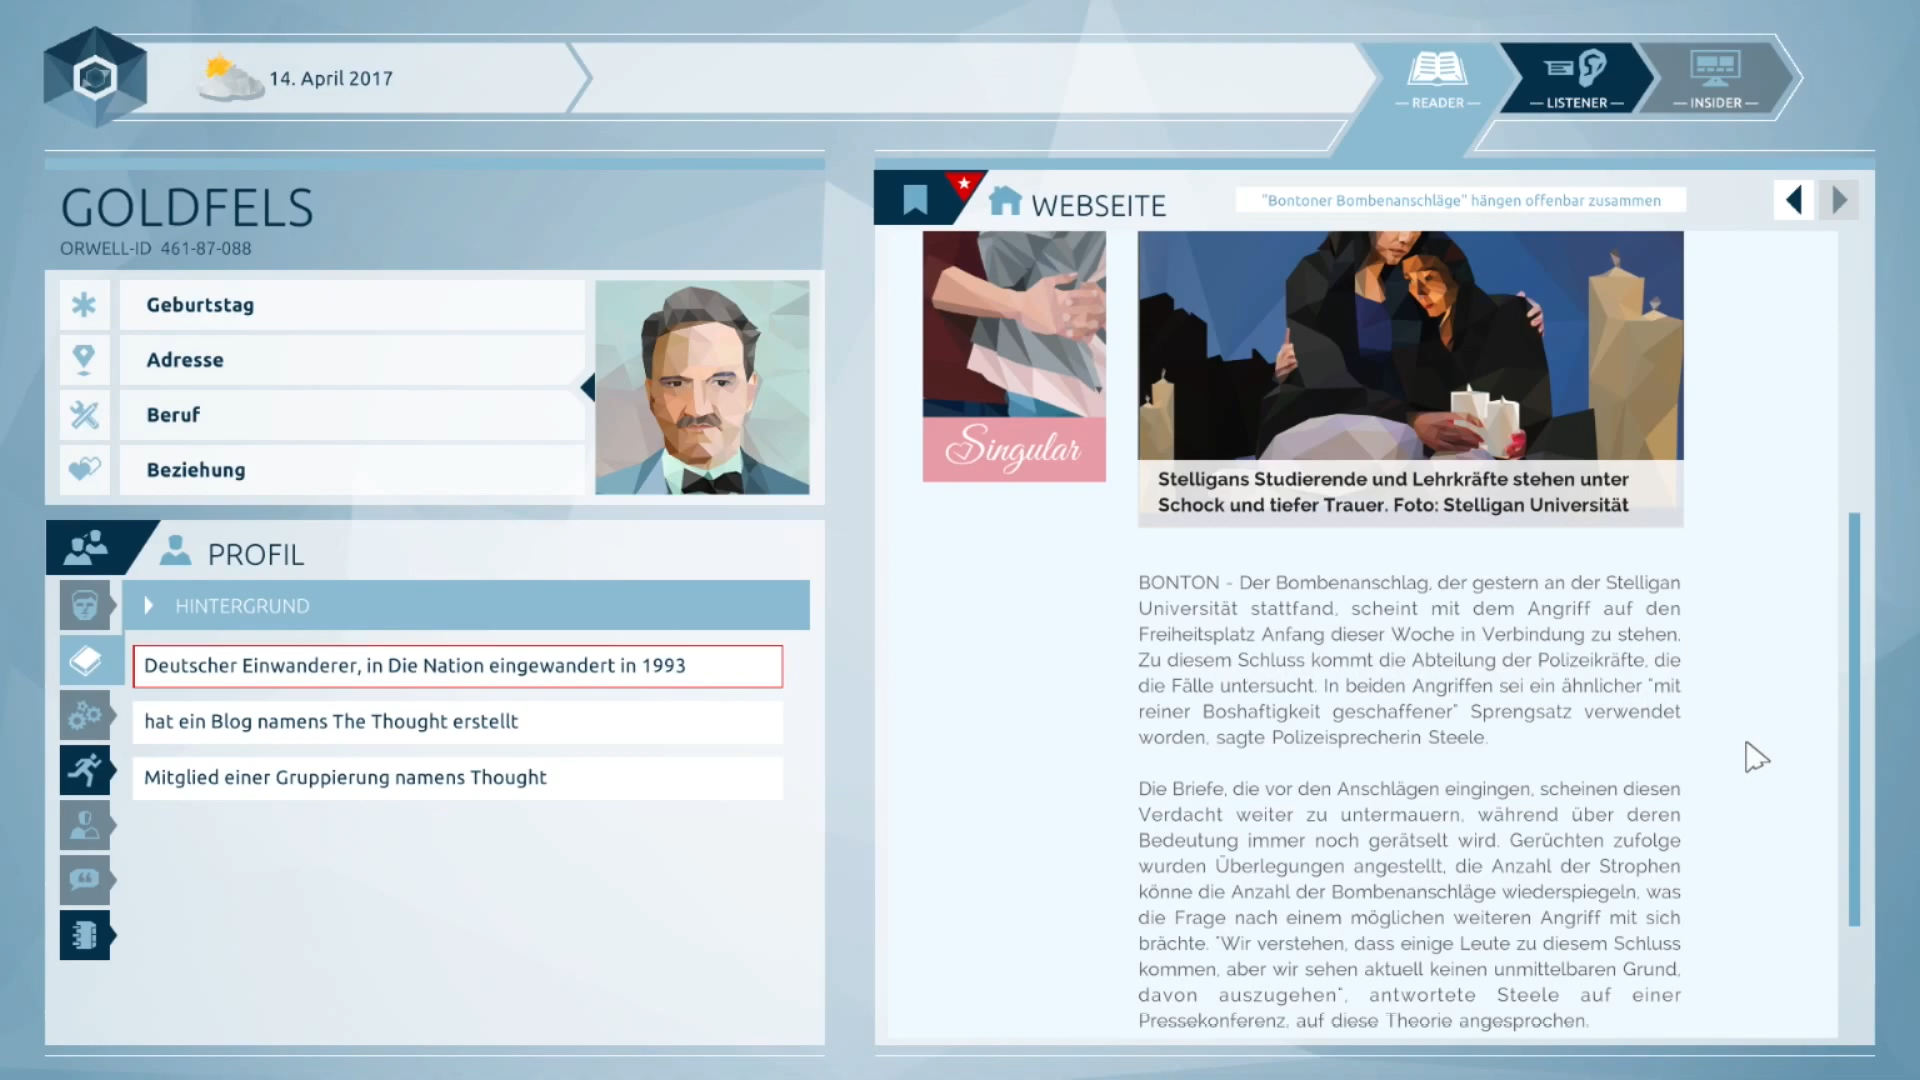 14. April 2017
READER
LISTENER
INSIDER
GOLDFELS
ORWELL-ID 461-87-088
Geburtstag
Adresse
Beruf
Beziehung
PROFIL
HINTERGRUND
Deutscher Einwanderer, in Die Nation eingewandert in 1993
hat ein Blog namens The Thought erstellt
Mitglied einer Gruppierung namens Thought
WEBSEITE
"Bontoner Bombenanschläge" hängen offenbar zusammen
Singular
Stelligans Studierende und Lehrkräfte stehen unter
Schock und tiefer Trauer. Foto: Stelligan Universität
BONTON - Der Bombenanschlag, der gestern an der Stelligan
Universität stattfand, scheint mit dem Angriff auf den
Freiheitsplatz Anfang dieser Woche in Verbindung zu stehen.
Zu diesem Schluss kommt die Abteilung der Polizeikräfte, die
die Fälle untersucht. In beiden Angriffen sei ein ähnlicher "mit
reiner Boshaftigkeit geschaffener" Sprengsatz verwendet
worden, sagte Polizeisprecherin Steele.
Die Briefe, die vor den Anschlägen eingingen, scheinen diesen
Verdacht weiter zu untermauern, während über deren
Bedeutung immer noch gerätselt wird. Gerüchten zufolge
wurden Überlegungen angestellt, die Anzahl der Strophen
könne die Anzahl der Bombenanschläge wiederspiegeln, was
die Frage nach einem möglichen weiteren Angriff mit sich
brächte. "Wir verstehen, dass einige Leute zu diesem Schluss
kommen, aber wir sehen aktuell keinen unmittelbaren Grund,
davon auszugehen", antwortete Steele auf einer
Pressekonferenz, auf diese Theorie angesprochen.